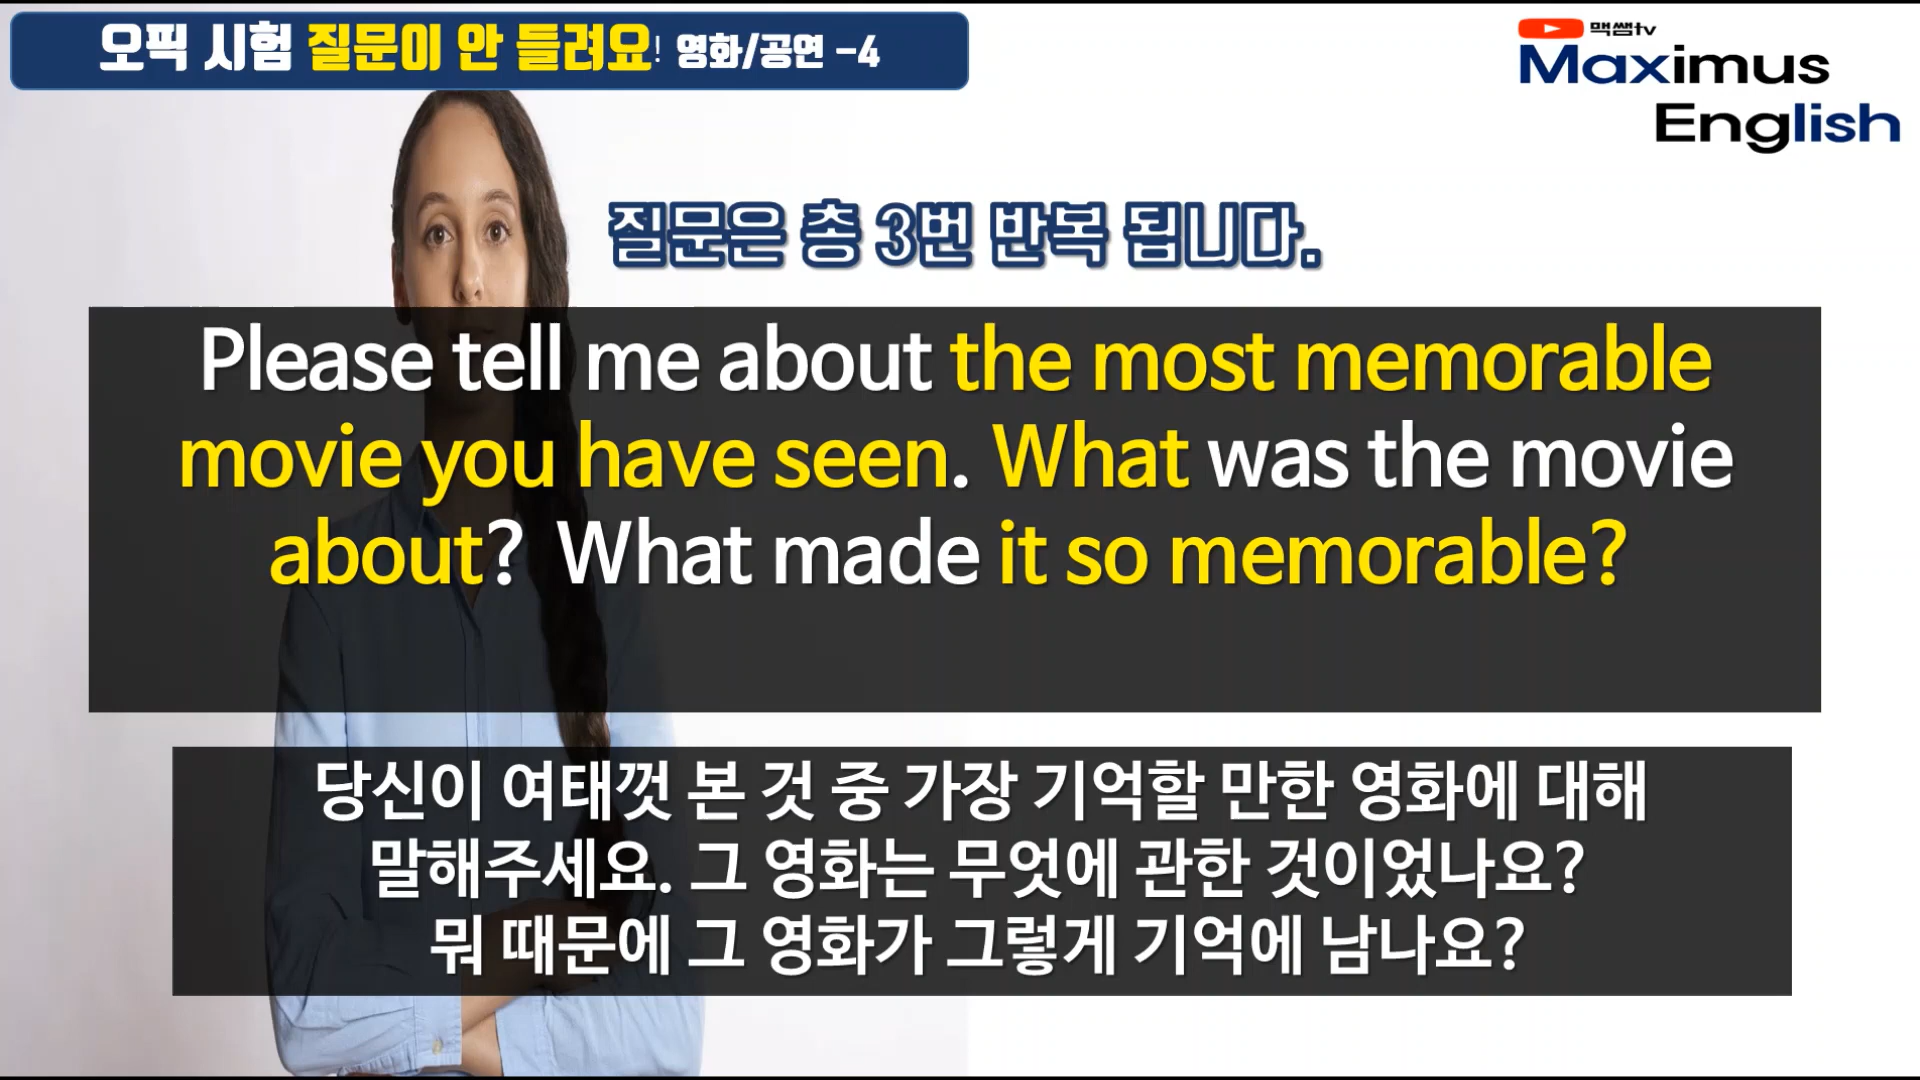 오픽 시험 질문이 안 들려요! 영화/공연 -4
맥쌤tv
Maximus
English
질문은 총 3번 반복 됩니다.
Please tell me about the most memorable
movie you have seen. What was the movie
about? What made it so memorable?
당신이 여태껏 본 것 중 가장 기억할 만한 영화에 대해
말해주세요. 그 영화는 무엇에 관한 것이었나요?
뭐 때문에 그 영화가 그렇게 기억에 남나요?